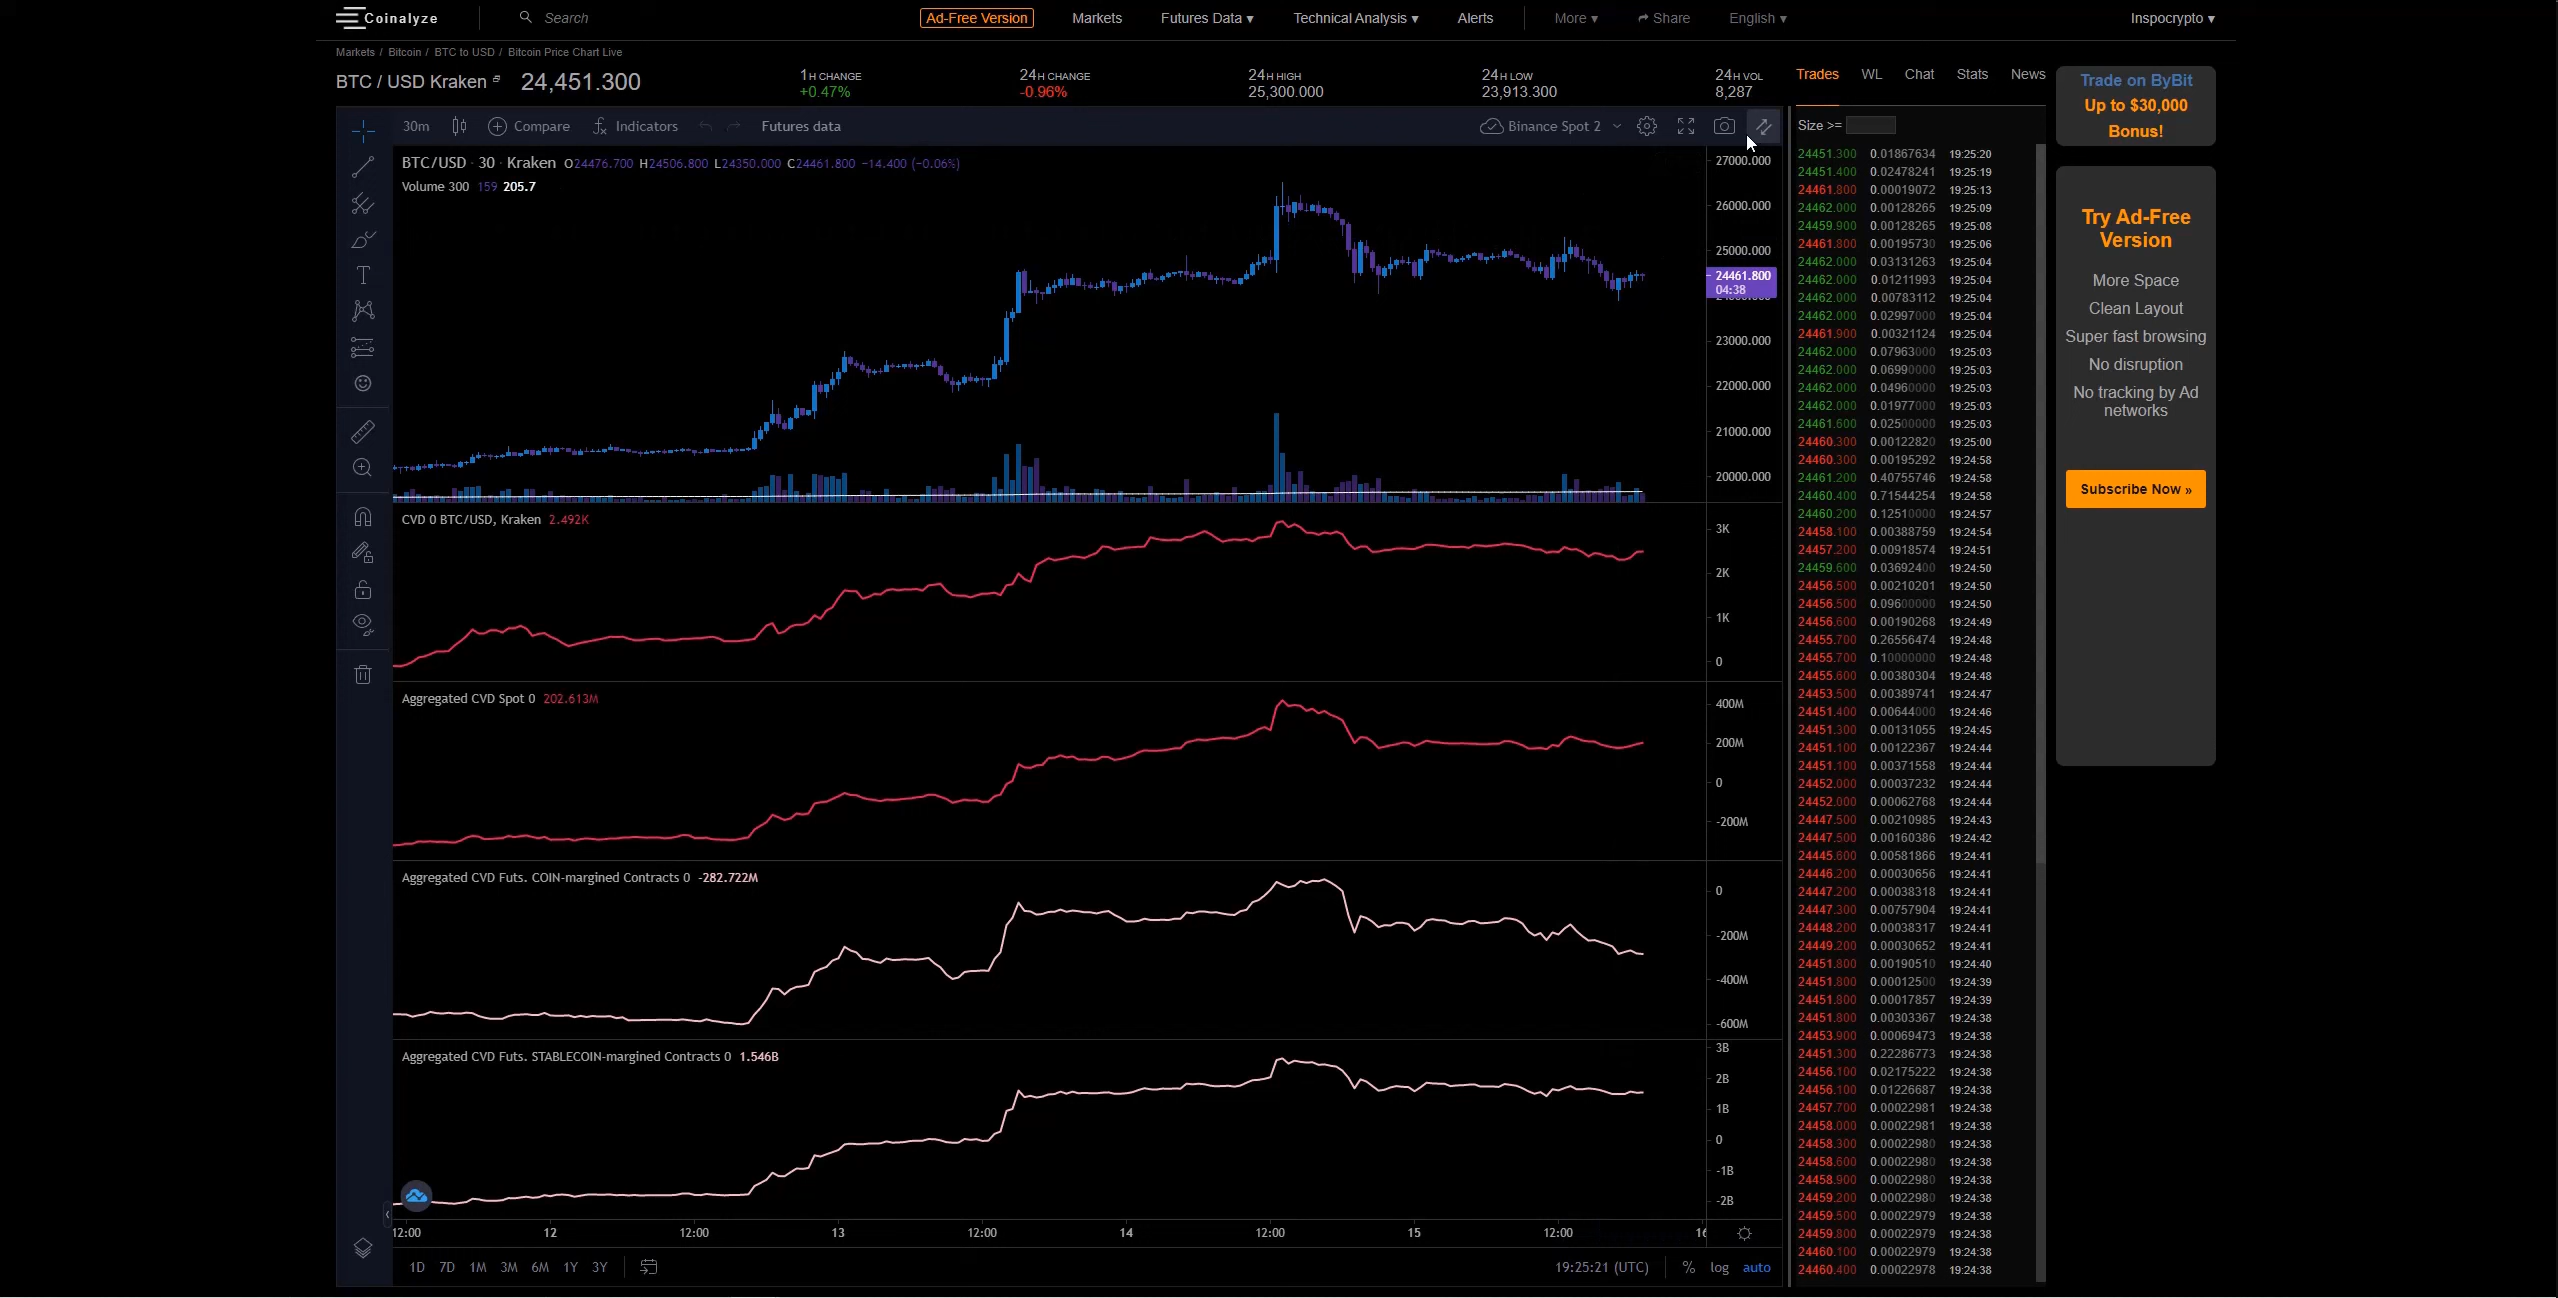 Coinalyze
Search
Ad-Free Version
Markets
Futures Data ▾
Technical Analysis ▾
Alerts
More ▾
Share
English ▾
Inspocrypto ▾
Markets / Bitcoin / BTC to USD / Bitcoin Price Chart Live
BTC / USD Kraken 24,451.300
1H CHANGE
+0.47%
24H CHANGE
-0.96%
24H HIGH
25,300.000
24H LOW
23,913.300
24H VOL
8,287
30m
Compare
Indicators
Futures data
Binance Spot 2
BTC/USD · 30 · Kraken O24476.700 H24506.800 L24350.000 C24461.800 −14.400 (−0.06%)
Volume 300 159 205.7
27000.000
26000.000
25000.000
24461.800
04:38
23000.000
22000.000
21000.000
20000.000
CVD 0 BTC/USD, Kraken 2.492K
3K
2K
1K
0
Aggregated CVD Spot 0 202.613M
400M
200M
0
-200M
Aggregated CVD Futs. COIN-margined Contracts 0 -282.722M
0
-200M
-400M
-600M
Aggregated CVD Futs. STABLECOIN-margined Contracts 0 1.546B
3B
2B
1B
0
-1B
-2B
12:00 12 12:00 13 12:00 14 12:00 15 12:00
1D 7D 1M 3M 6M 1Y 3Y
19:25:21 (UTC) % log auto
Trades WL Chat Stats News
Size >=
24451.300 0.01867634 19:25:20
24451.400 0.02478241 19:25:19
24461.800 0.00019072 19:25:13
24462.000 0.00128265 19:25:09
24459.900 0.00128265 19:25:08
24461.800 0.00195730 19:25:06
24462.000 0.03131263 19:25:04
24462.000 0.01211993 19:25:04
24462.000 0.00783112 19:25:04
24462.000 0.02997000 19:25:04
24461.900 0.00321124 19:25:04
24462.000 0.07963000 19:25:03
24462.000 0.06990000 19:25:03
24462.000 0.04960000 19:25:03
24462.000 0.01977000 19:25:03
24461.600 0.02500000 19:25:03
24460.300 0.00122820 19:25:00
24460.300 0.00195292 19:24:58
24461.200 0.40755746 19:24:58
24460.400 0.71544254 19:24:58
24460.200 0.12510000 19:24:57
24458.100 0.00388759 19:24:54
24457.200 0.00918574 19:24:51
24459.600 0.03692400 19:24:50
24456.500 0.00210201 19:24:50
24456.500 0.09600000 19:24:50
24456.600 0.00190268 19:24:49
24455.700 0.26556474 19:24:48
24455.700 0.10000000 19:24:48
24455.600 0.00380304 19:24:48
24453.500 0.00389741 19:24:47
24451.400 0.00644000 19:24:46
24451.300 0.00131055 19:24:45
24451.100 0.00122367 19:24:44
24451.100 0.00371558 19:24:44
24452.000 0.00037232 19:24:44
24452.000 0.00062768 19:24:44
24447.500 0.00210985 19:24:43
24447.500 0.00160386 19:24:42
24445.600 0.00581866 19:24:41
24446.200 0.00030656 19:24:41
24447.200 0.00038318 19:24:41
24447.300 0.00757904 19:24:41
24448.200 0.00038317 19:24:41
24449.200 0.00030652 19:24:41
24451.800 0.00190510 19:24:40
24451.800 0.00012500 19:24:39
24451.800 0.00017857 19:24:39
24451.800 0.00303367 19:24:38
24453.900 0.00069473 19:24:38
24451.300 0.22286773 19:24:38
24456.100 0.02175222 19:24:38
24456.100 0.01226687 19:24:38
24457.700 0.00022981 19:24:38
24458.000 0.00022981 19:24:38
24458.300 0.00022980 19:24:38
24458.600 0.00022980 19:24:38
24458.900 0.00022980 19:24:38
24459.200 0.00022980 19:24:38
24459.500 0.00022979 19:24:38
24459.800 0.00022979 19:24:38
24460.100 0.00022979 19:24:38
24460.400 0.00022978 19:24:38
Trade on ByBit
Up to $30,000
Bonus!
Try Ad-Free
Version
More Space
Clean Layout
Super fast browsing
No disruption
No tracking by Ad
networks
Subscribe Now »